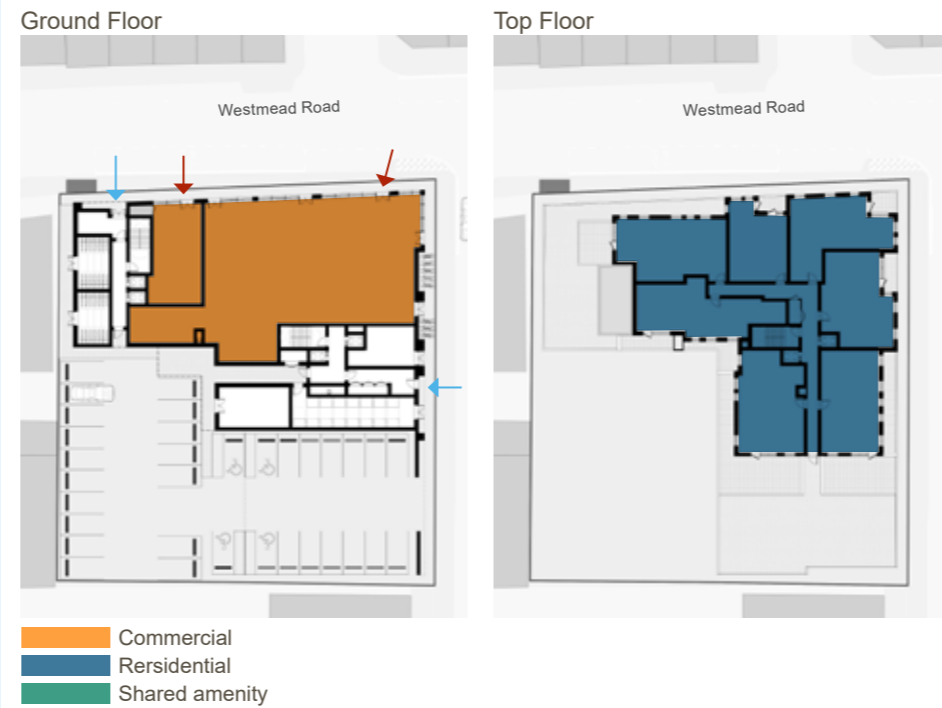 Ground Floor
Top Floor
Westmead Road
Westmead Road
Commercial
Rersidential
Shared amenity